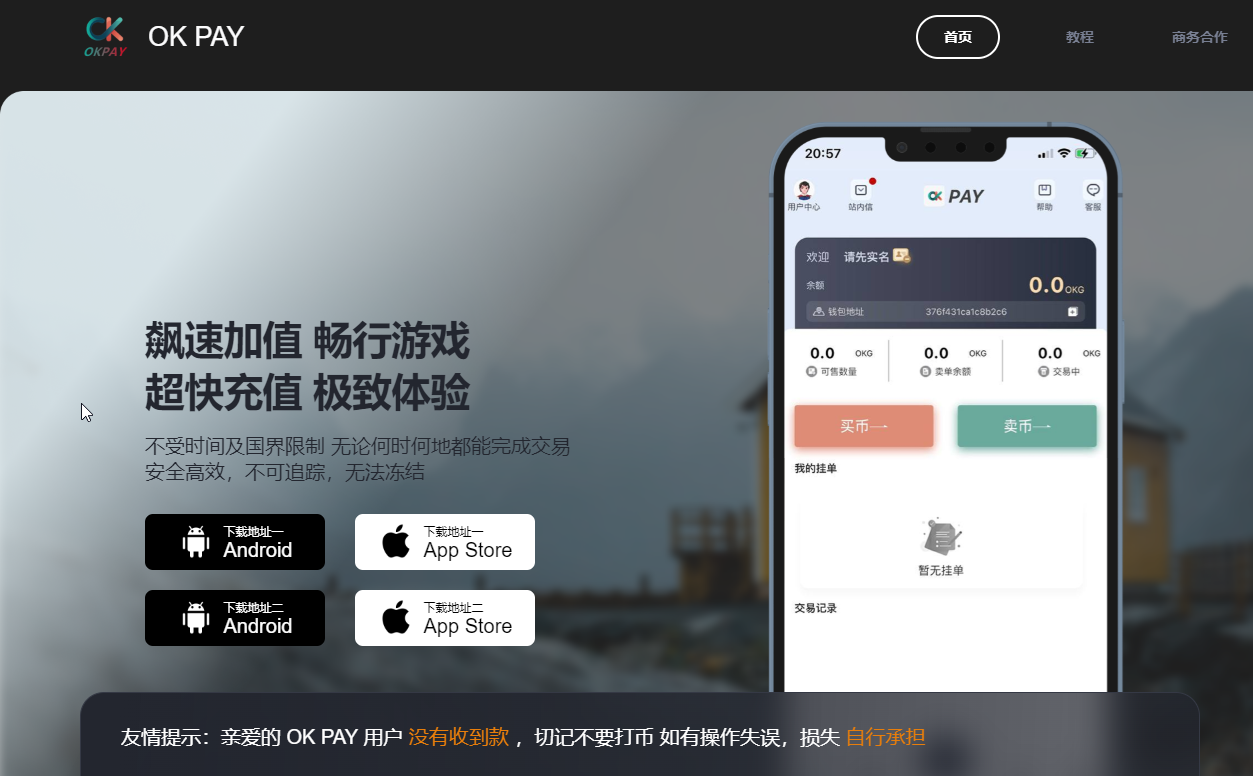 OKPAY
OK PAY
首页
教程
商务合作
20:57
用户中心
站内信
OK PAY
帮助
客服
欢迎 请先实名
余额
0.0 OKG
钱包地址 376f431ca1c8b2c6
0.0 OKG
可售数量
0.0 OKG
卖单余额
0.0 OKG
交易中
买币
卖币
我的挂单
暂无挂单
交易记录
飙速加值 畅行游戏
超快充值 极致体验
不受时间及国界限制 无论何时何地都能完成交易
安全高效，不可追踪，无法冻结
下载地址一
Android
下载地址一
App Store
下载地址二
Android
下载地址二
App Store
友情提示：亲爱的 OK PAY 用户 没有收到款 ，切记不要打币 如有操作失误，损失 自行承担